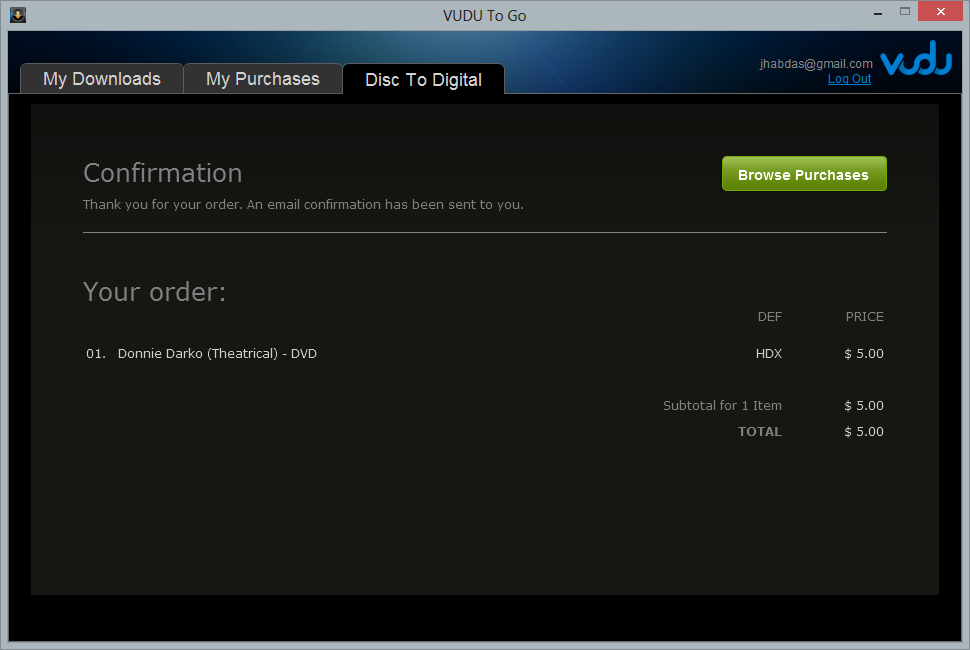 VUDU To Go
My Downloads
My Purchases
Disc To Digital
jhabdas@gmail.com
Log Out
vudu
Confirmation
Browse Purchases
Thank you for your order. An email confirmation has been sent to you.
Your order:
DEF PRICE
01. Donnie Darko (Theatrical) - DVD HDX $ 5.00
Subtotal for 1 Item $ 5.00
TOTAL $ 5.00